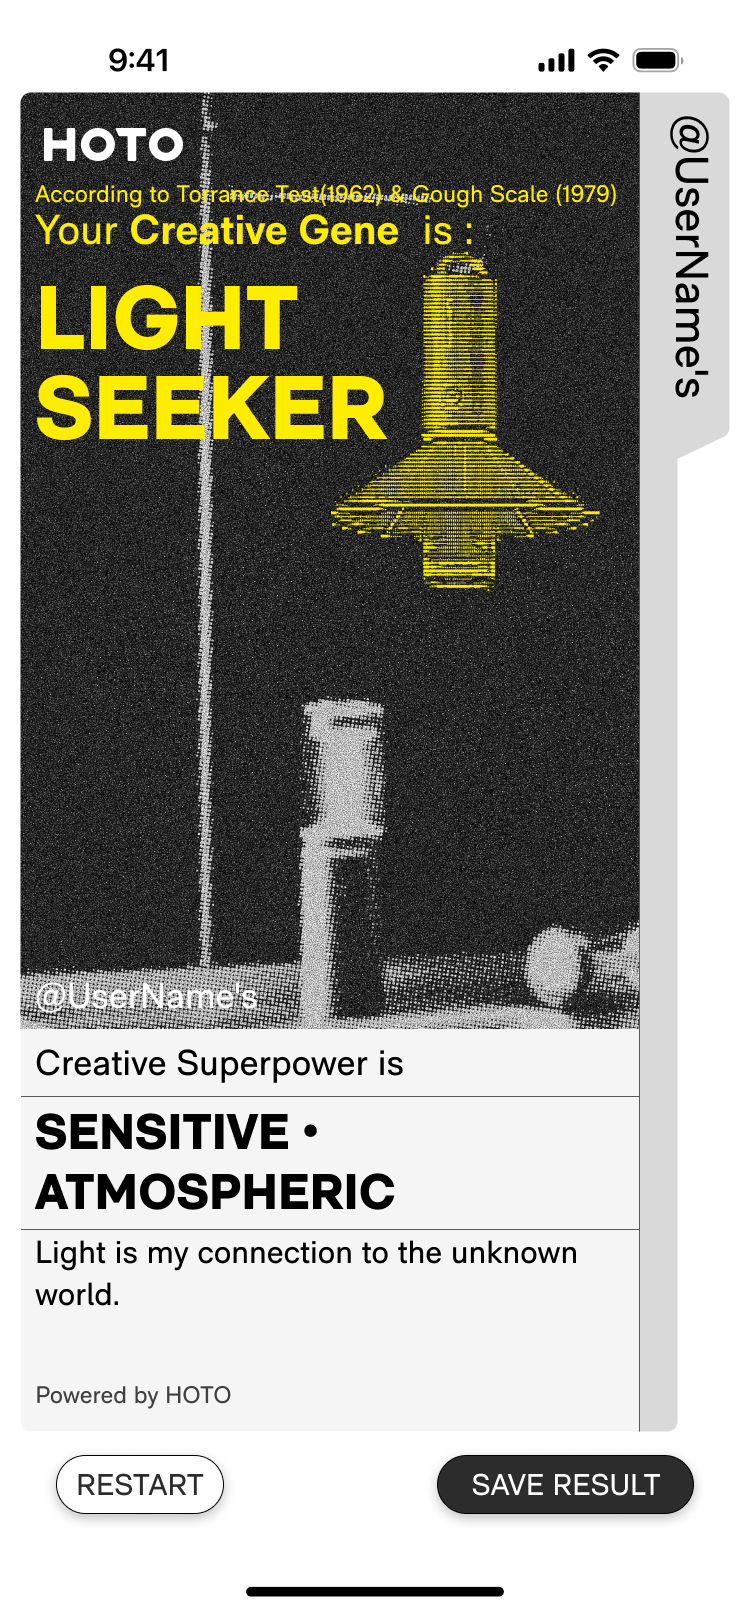 9:41
HOTO
According to Torrance Test(1962) & Gough Scale (1979)
Your Creative Gene is :
LIGHT
SEEKER
@UserName's
@UserName's
Creative Superpower is
SENSITIVE •
ATMOSPHERIC
Light is my connection to the unknown
world.
Powered by HOTO
RESTART
SAVE RESULT